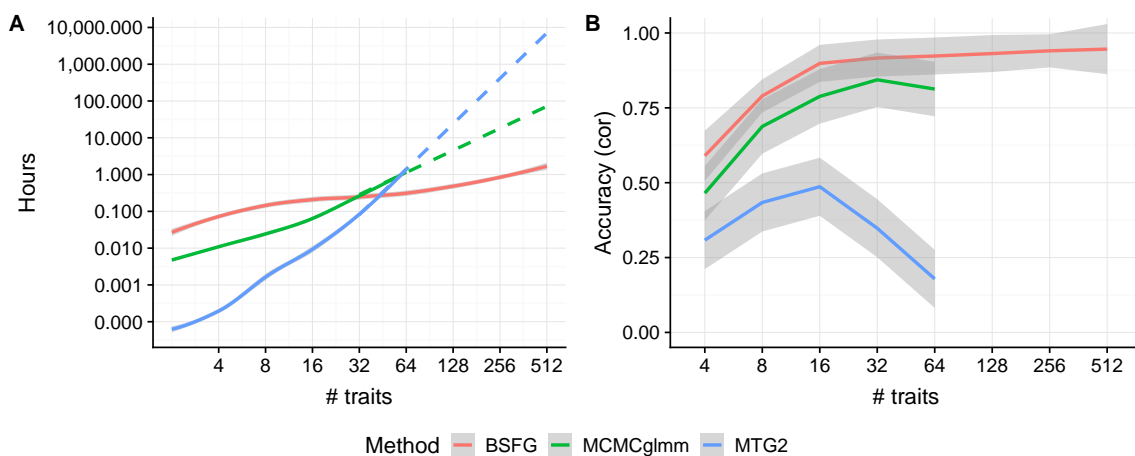 A
10,000.000
1,000.000
100.000
10.000
1.000
0.100
0.010
0.001
0.000
Hours
4 8 16 32 64 128 256 512
# traits
B
1.00
0.75
0.50
0.25
0.00
Accuracy (cor)
4 8 16 32 64 128 256 512
# traits
Method BSFG MCMCglmm MTG2